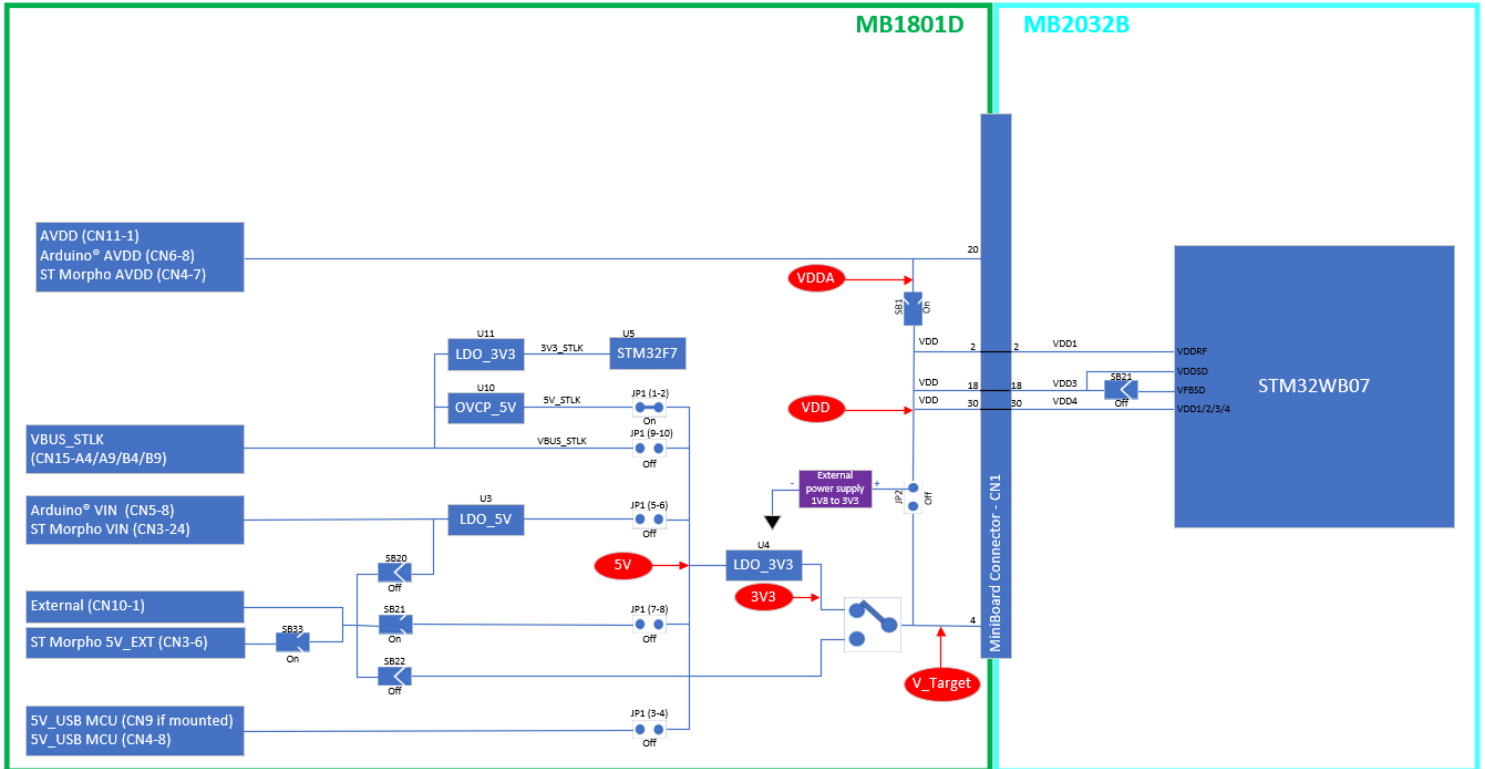 MB1801D
MB2032B
AVDD (CN11-1)
Arduino® AVDD (CN6-8)
ST Morpho AVDD (CN4-7)
20
VDDA
SB1
On
U11
LDO_3V3
3V3_STLK
U5
STM32F7
VDD
2
2
VDD1
VDDRF
VDDSD
U10
OVCP_5V
5V_STLK
JP1 (1-2)
On
VDD
18
18
VDD3
SB21
Off
VFBSD
STM32WB07
VDD
VDD
30
30
VDD4
VDD1/2/3/4
VBUS_STLK
(CN15-A4/A9/B4/B9)
VBUS_STLK
JP1 (9-10)
Off
External
power supply
1V8 to 3V3
-
+
JP2
Off
Arduino® VIN (CN5-8)
ST Morpho VIN (CN3-24)
U3
LDO_5V
JP1 (5-6)
Off
MiniBoard Connector - CN1
SB20
Off
5V
U4
LDO_3V3
3V3
External (CN10-1)
ST Morpho 5V_EXT (CN3-6)
SB33
On
SB21
On
JP1 (7-8)
Off
4
SB22
Off
V_Target
5V_USB MCU (CN9 if mounted)
5V_USB MCU (CN4-8)
JP1 (3-4)
Off